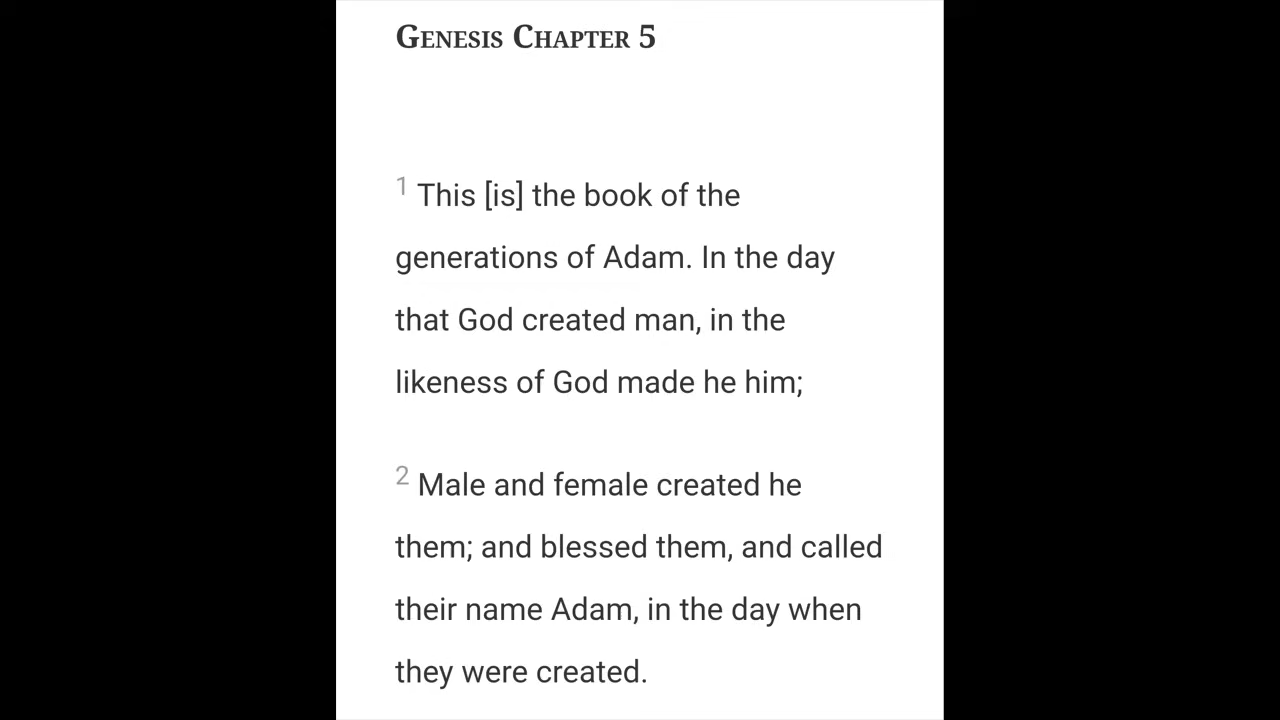 Genesis Chapter 5
1 This [is] the book of the
generations of Adam. In the day
that God created man, in the
likeness of God made he him;
2 Male and female created he
them; and blessed them, and called
their name Adam, in the day when
they were created.